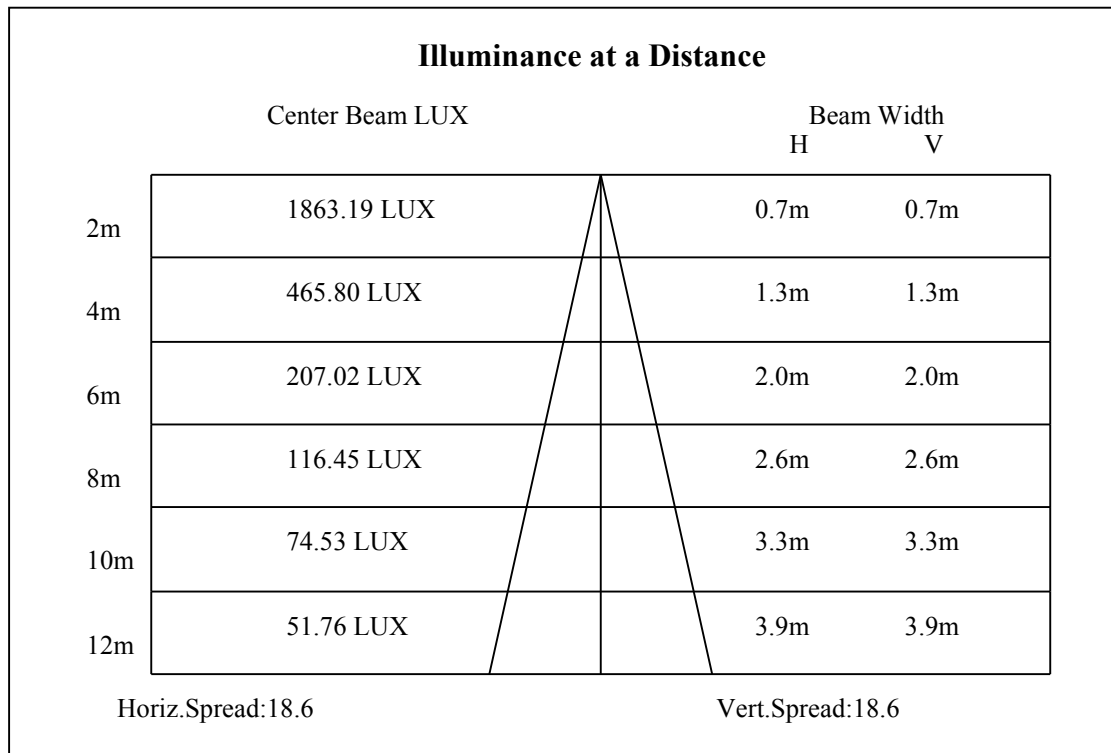 Illuminance at a Distance
Center Beam LUX Beam Width
H V
2m 1863.19 LUX 0.7m 0.7m
4m 465.80 LUX 1.3m 1.3m
6m 207.02 LUX 2.0m 2.0m
8m 116.45 LUX 2.6m 2.6m
10m 74.53 LUX 3.3m 3.3m
12m 51.76 LUX 3.9m 3.9m
Horiz.Spread:18.6 Vert.Spread:18.6